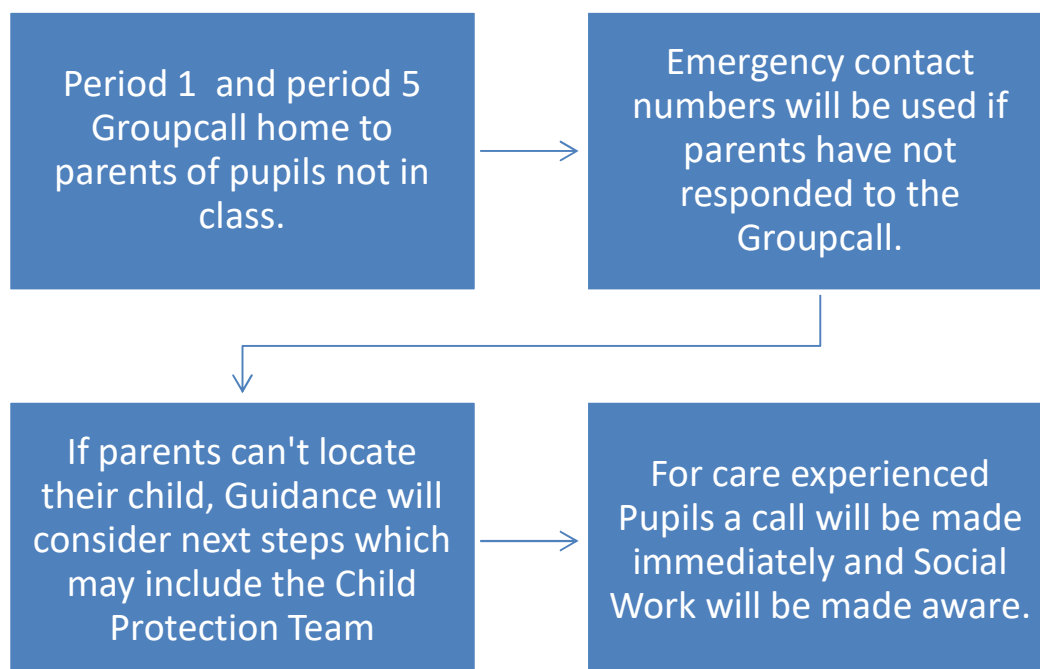 Period 1  and period 5
Groupcall home to
parents of pupils not in
class.
Emergency contact
numbers will be used if
parents have not
responded to the
Groupcall.
If parents can't locate
their child, Guidance will
consider next steps which
may include the Child
Protection Team
For care experienced
Pupils a call will be made
immediately and Social
Work will be made aware.